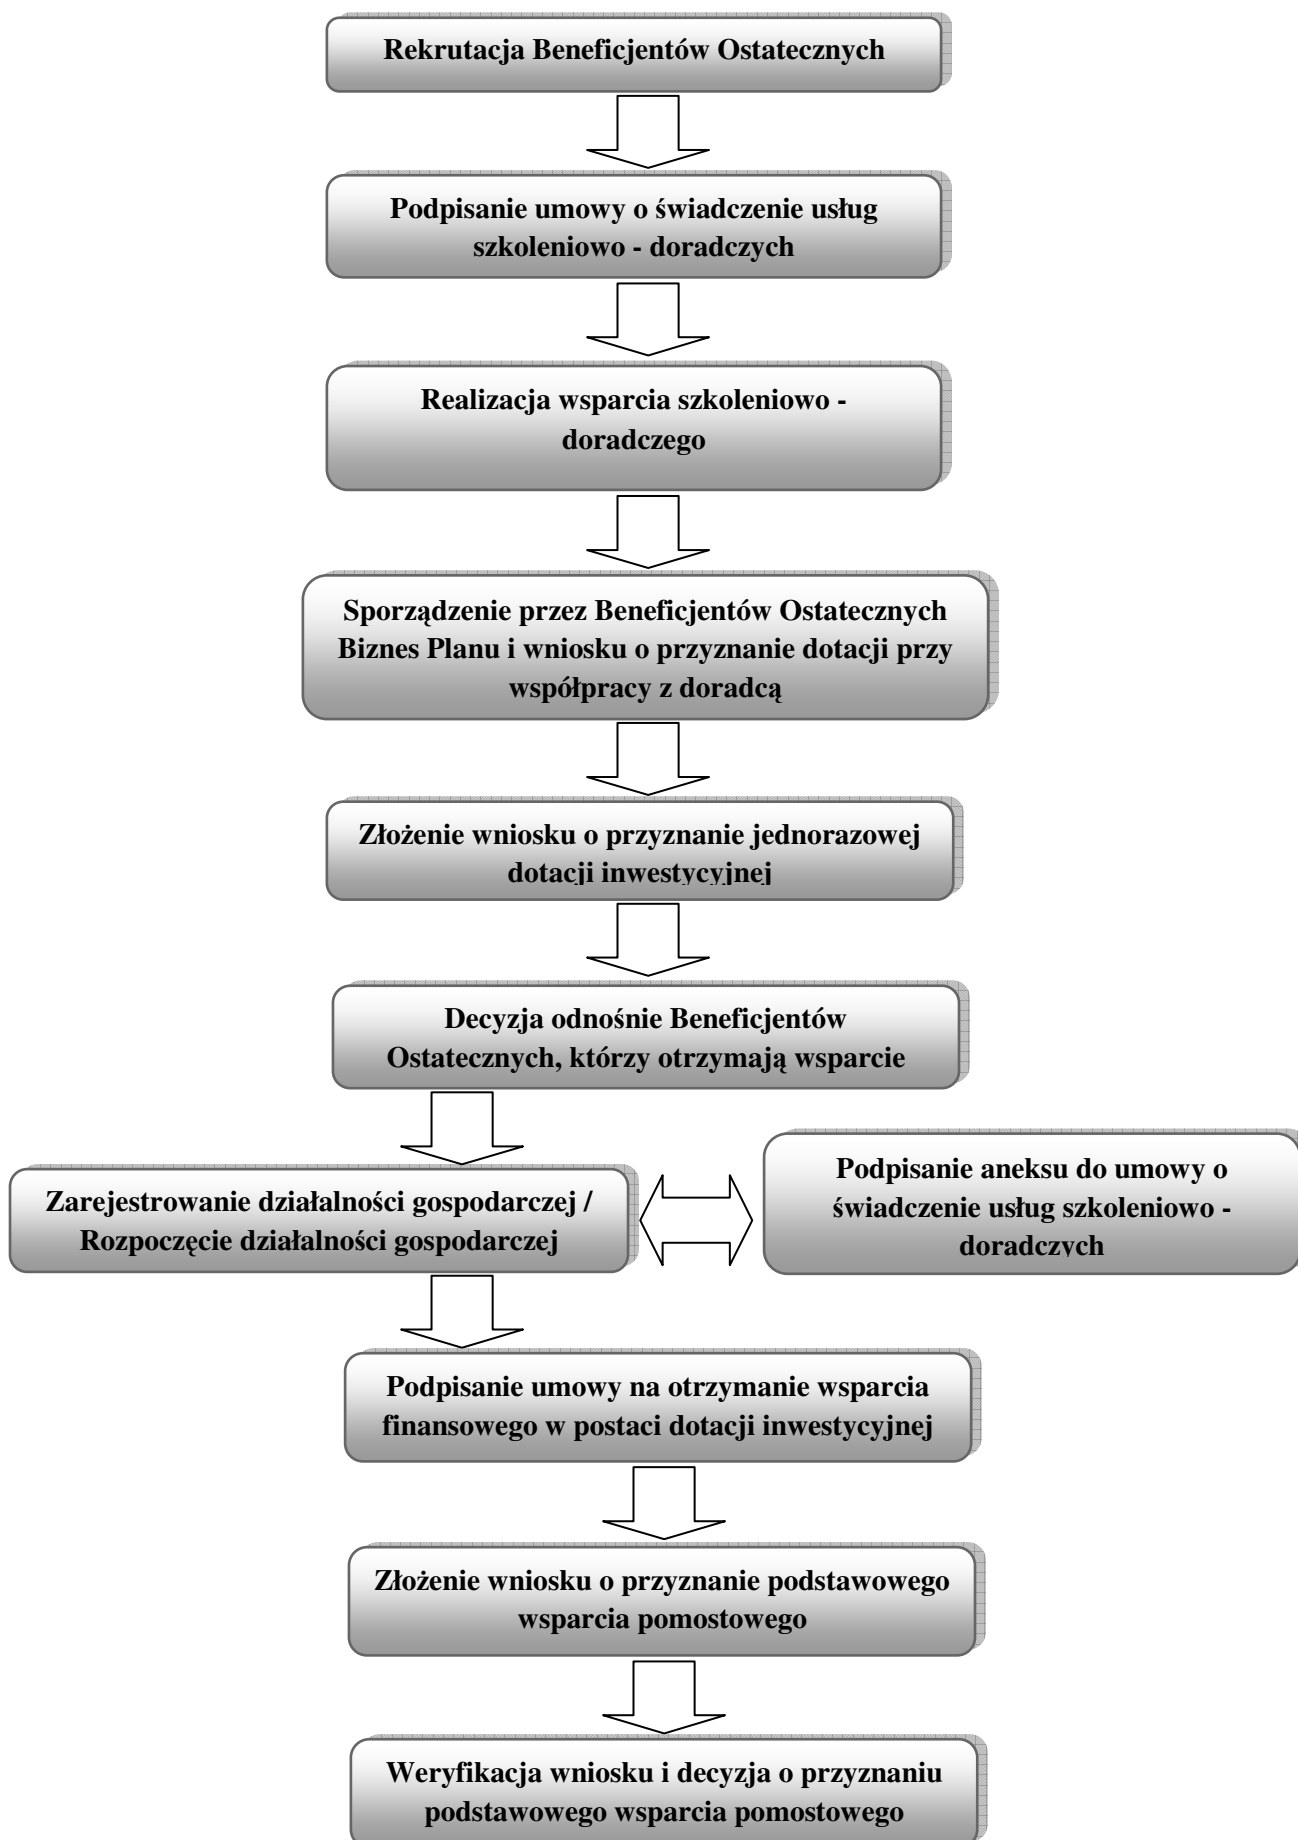 Rekrutacja Beneficjentów Ostatecznych
Podpisanie umowy o świadczenie usług
szkoleniowo - doradczych
Realizacja wsparcia szkoleniowo -
doradczego
Sporządzenie przez Beneficjentów Ostatecznych
Biznes Planu i wniosku o przyznanie dotacji przy
współpracy z doradcą
Złożenie wniosku o przyznanie jednorazowej
dotacji inwestycyjnej
Decyzja odnośnie Beneficjentów
Ostatecznych, którzy otrzymają wsparcie
Zarejestrowanie działalności gospodarczej /
Rozpoczęcie działalności gospodarczej
Podpisanie aneksu do umowy o
świadczenie usług szkoleniowo -
doradczych
Podpisanie umowy na otrzymanie wsparcia
finansowego w postaci dotacji inwestycyjnej
Złożenie wniosku o przyznanie podstawowego
wsparcia pomostowego
Weryfikacja wniosku i decyzja o przyznaniu
podstawowego wsparcia pomostowego